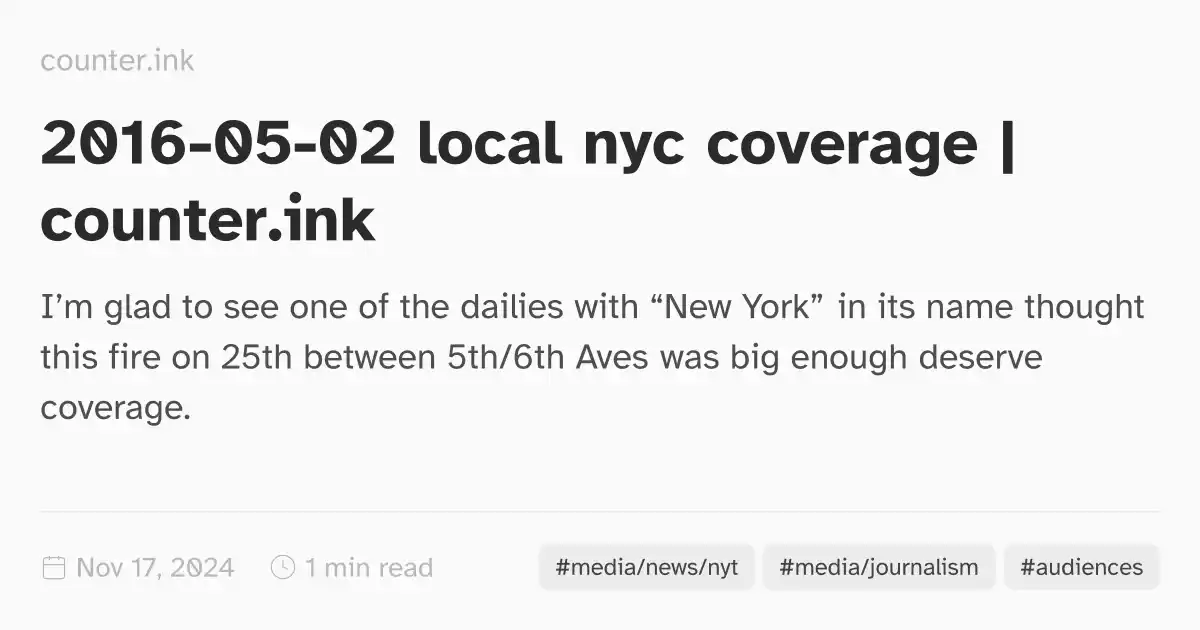 counter.ink
2016-05-02 local nyc coverage |
counter.ink
I’m glad to see one of the dailies with “New York” in its name thought
this fire on 25th between 5th/6th Aves was big enough deserve
coverage.
Nov 17, 2024 1 min read #media/news/nyt #media/journalism #audiences